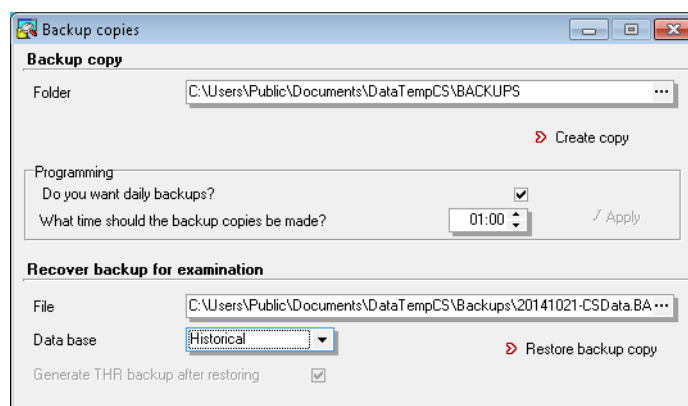 Backup copies
Backup copy
Folder C:\Users\Public\Documents\DataTempCS\BACKUPS ...
Create copy
Programming
Do you want daily backups?
What time should the backup copies be made? 01:00 Apply
Recover backup for examination
File C:\Users\Public\Documents\DataTempCS\Backups\20141021-CSData.BA ...
Data base Historical
Restore backup copy
Generate THR backup after restoring